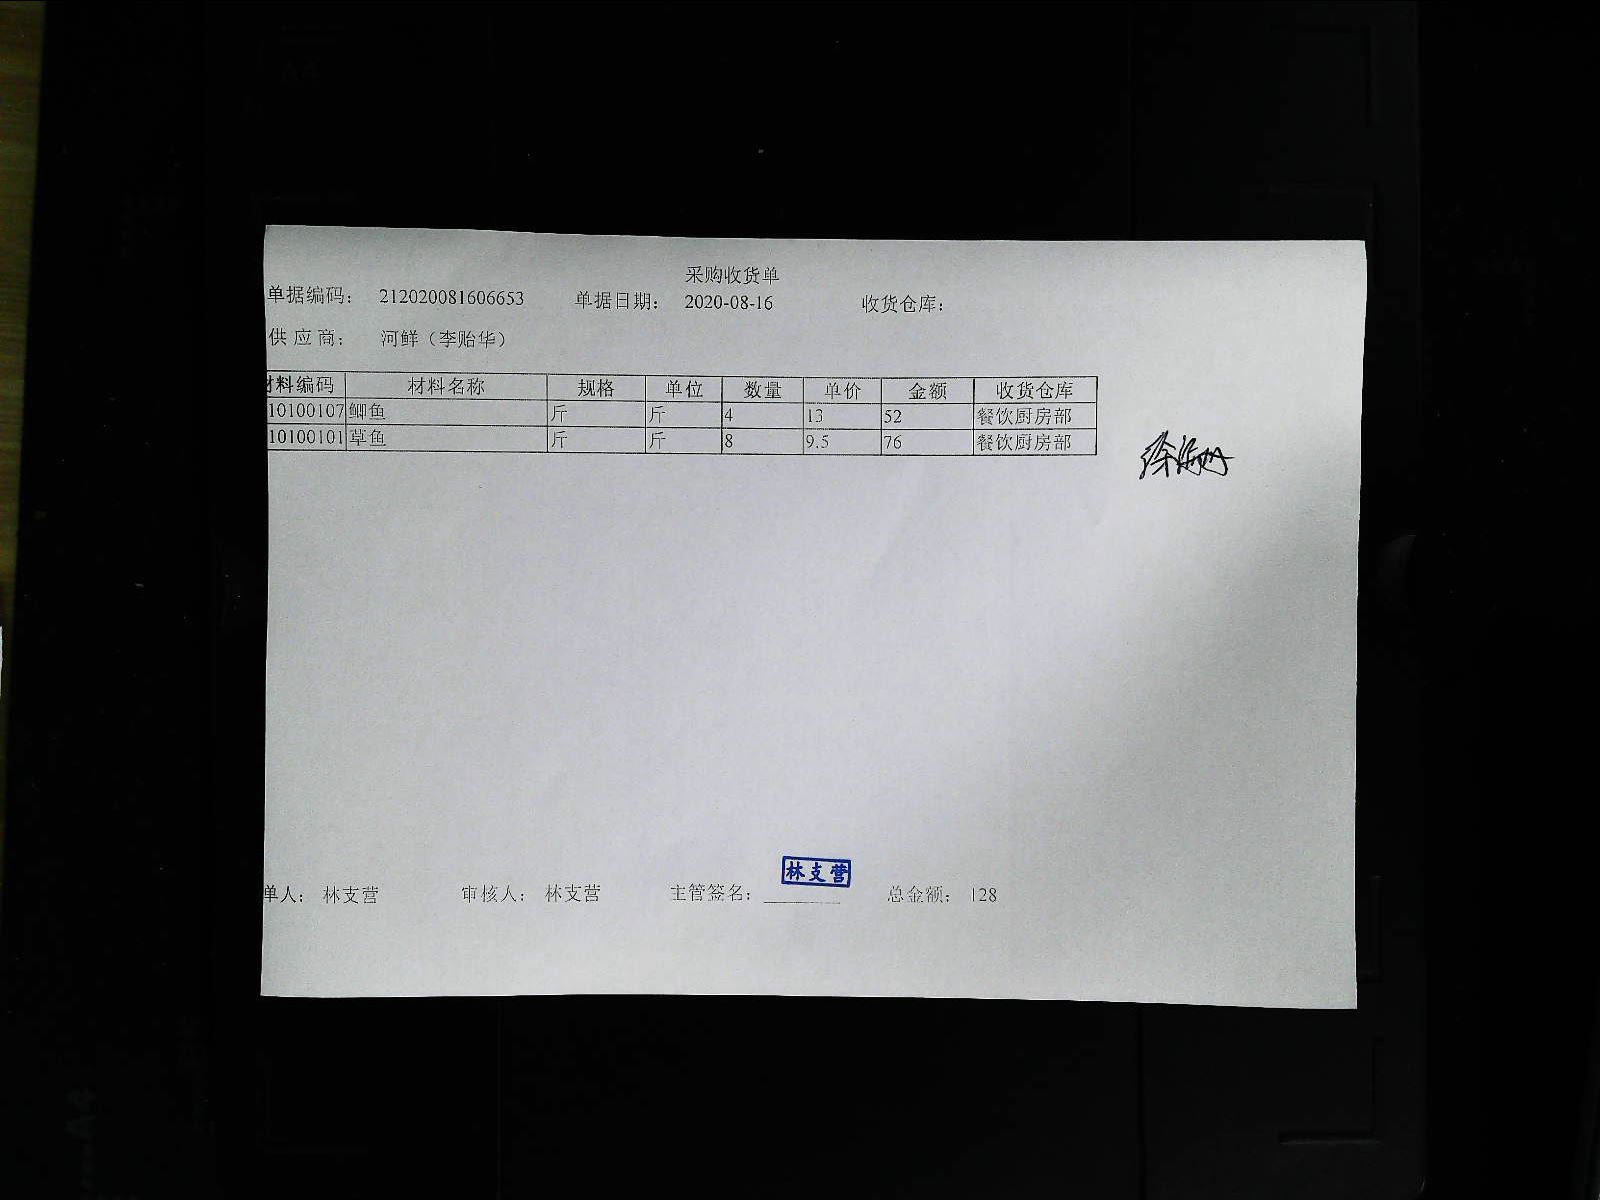 采购收货单
单据编码： 212020081606653 单据日期： 2020-08-16 收货仓库：
供应商： 河鲜（李贻华）
材料编码 材料名称 规格 单位 数量 单价 金额 收货仓库
10100107 鲫鱼 斤 斤 4 13 52 餐饮厨房部
10100101 草鱼 斤 斤 8 9.5 76 餐饮厨房部
林支营
单人： 林支营 审核人： 林支营 主管签名： 总金额： 128